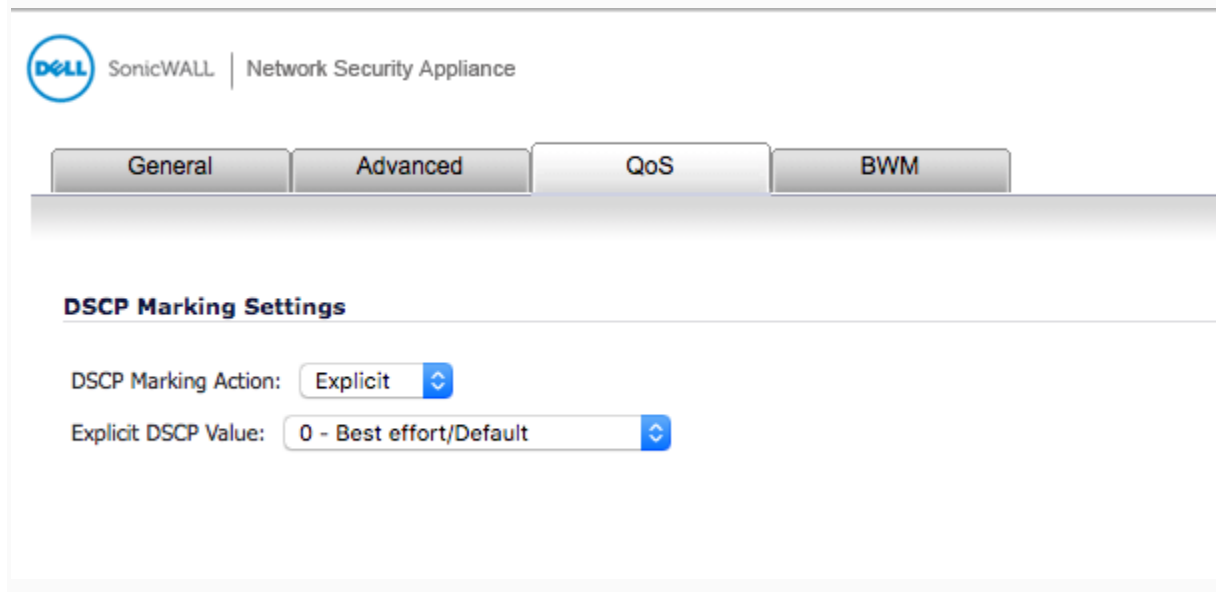 DELL SonicWALL | Network Security Appliance
General Advanced QoS BWM
DSCP Marking Settings
DSCP Marking Action: Explicit
Explicit DSCP Value: 0 - Best effort/Default